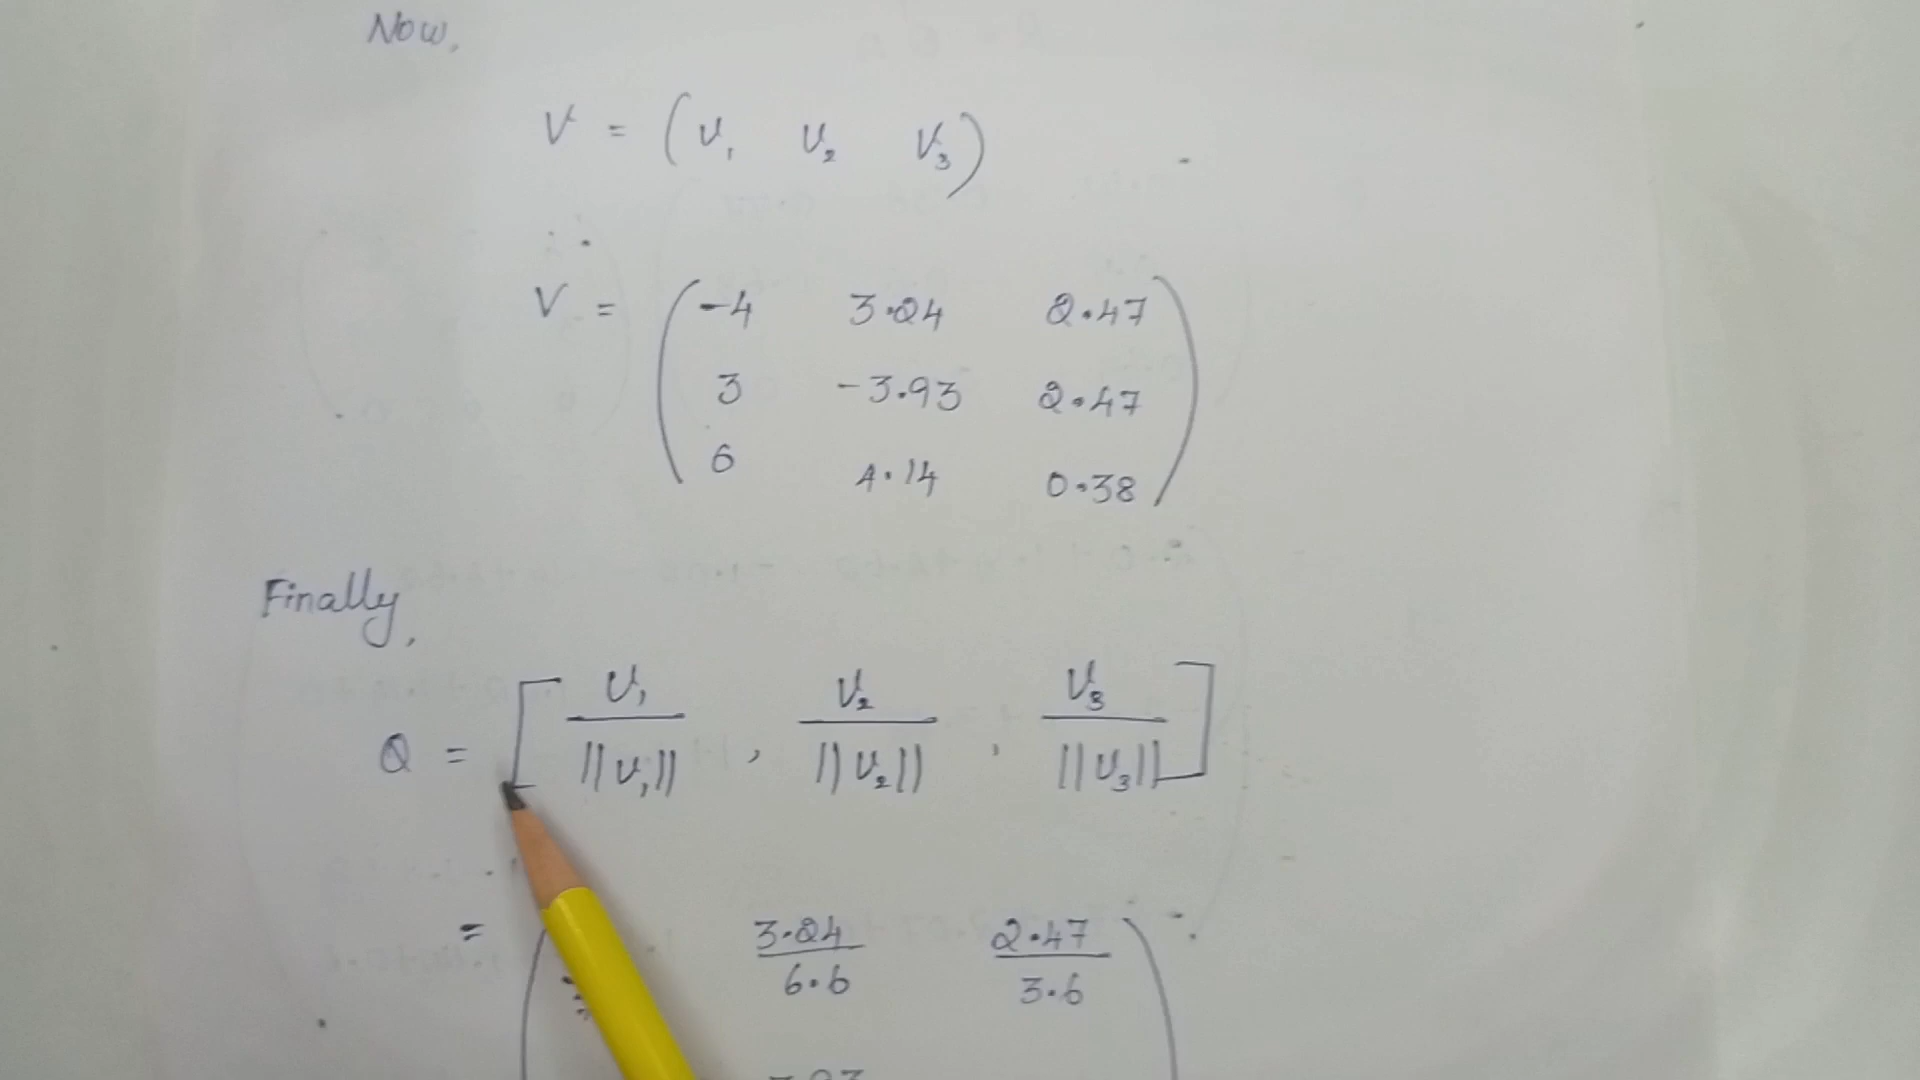 Now,
V = (v₁ v₂ v₃)
V = (-4 3.24 2.47
3 -3.93 2.47
6 4.14 0.38)
Finally,
Q = [v₁/||v₁||, v₂/||v₂||, v₃/||v₃||]
= ( 3.24/6.6 2.47/3.6 )